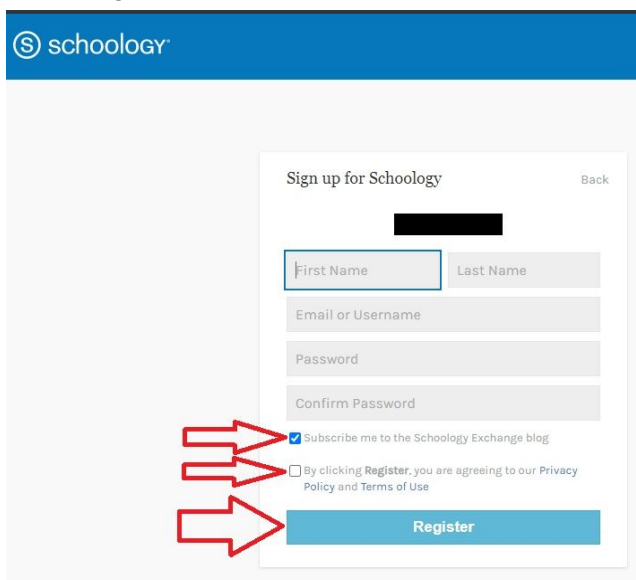 schoology
Sign up for Schoology
Back
First Name
Last Name
Email or Username
Password
Confirm Password
Subscribe me to the Schoology Exchange blog
By clicking Register, you are agreeing to our Privacy
Policy and Terms of Use
Register